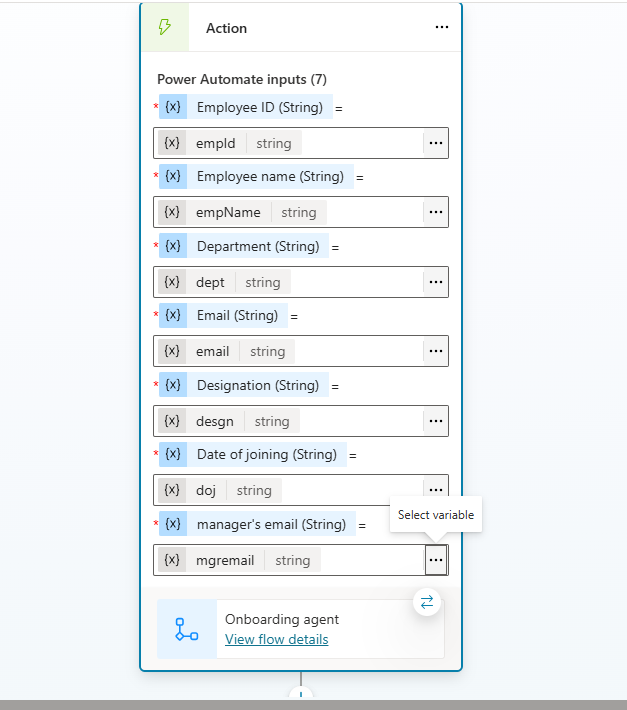 Action
Power Automate inputs (7)
* {x} Employee ID (String) =
{x} empId string
* {x} Employee name (String) =
{x} empName string
* {x} Department (String) =
{x} dept string
* {x} Email (String) =
{x} email string
* {x} Designation (String) =
{x} desgn string
* {x} Date of joining (String) =
{x} doj string
Select variable
* {x} manager's email (String) =
{x} mgremail string
Onboarding agent
View flow details